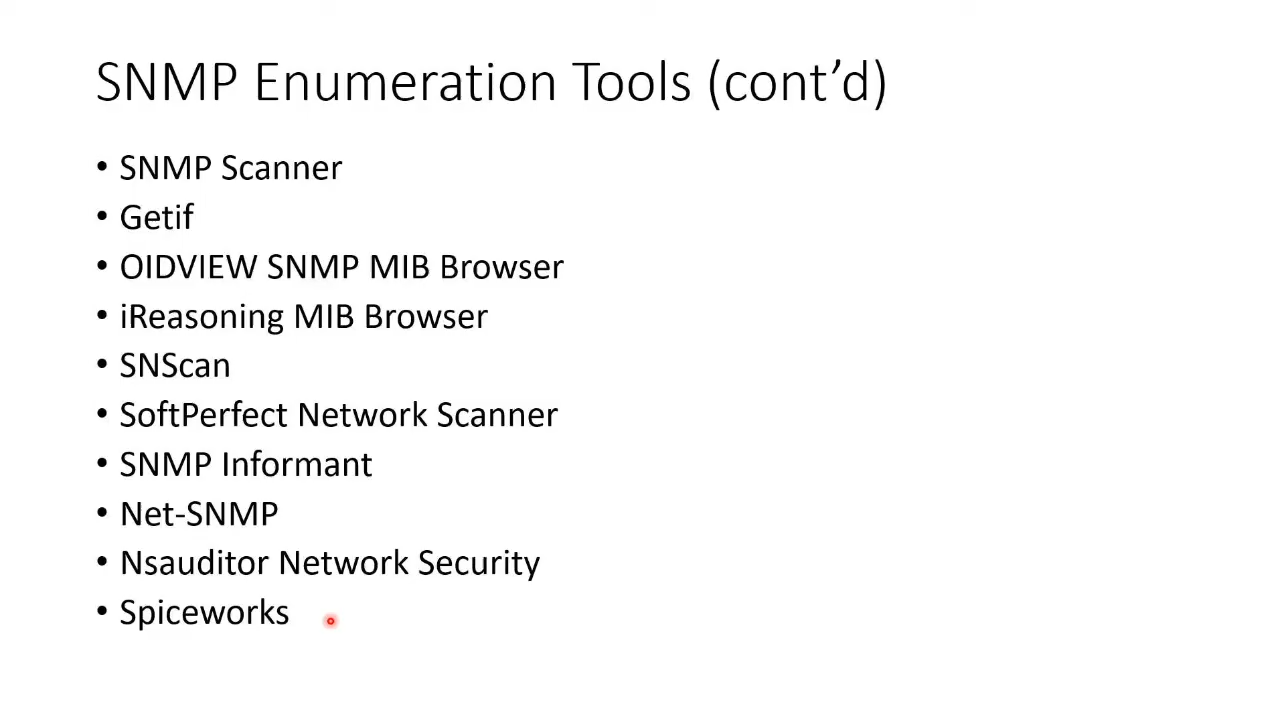 SNMP Enumeration Tools (cont’d)
• SNMP Scanner
• Getif
• OIDVIEW SNMP MIB Browser
• iReasoning MIB Browser
• SNScan
• SoftPerfect Network Scanner
• SNMP Informant
• Net-SNMP
• Nsauditor Network Security
• Spiceworks